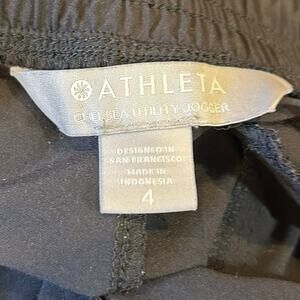 ATHLETA
CHELSEA UTILITY JOGGER
DESIGNED IN
SAN FRANCISCO
MADE IN
INDONESIA
4